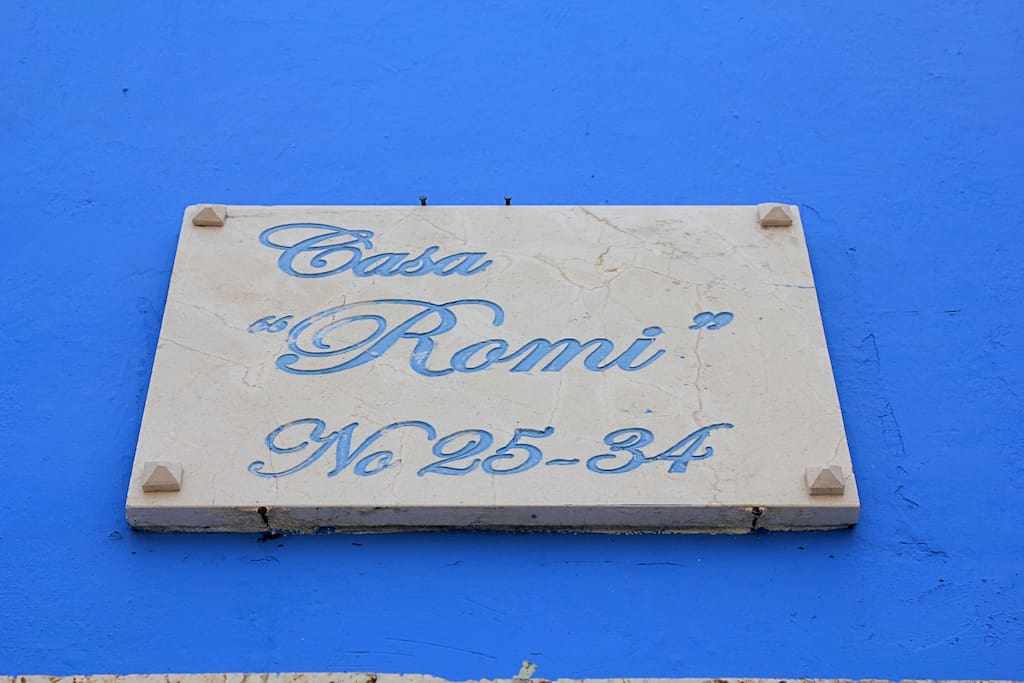 Casa
“Romi”
No 25-34